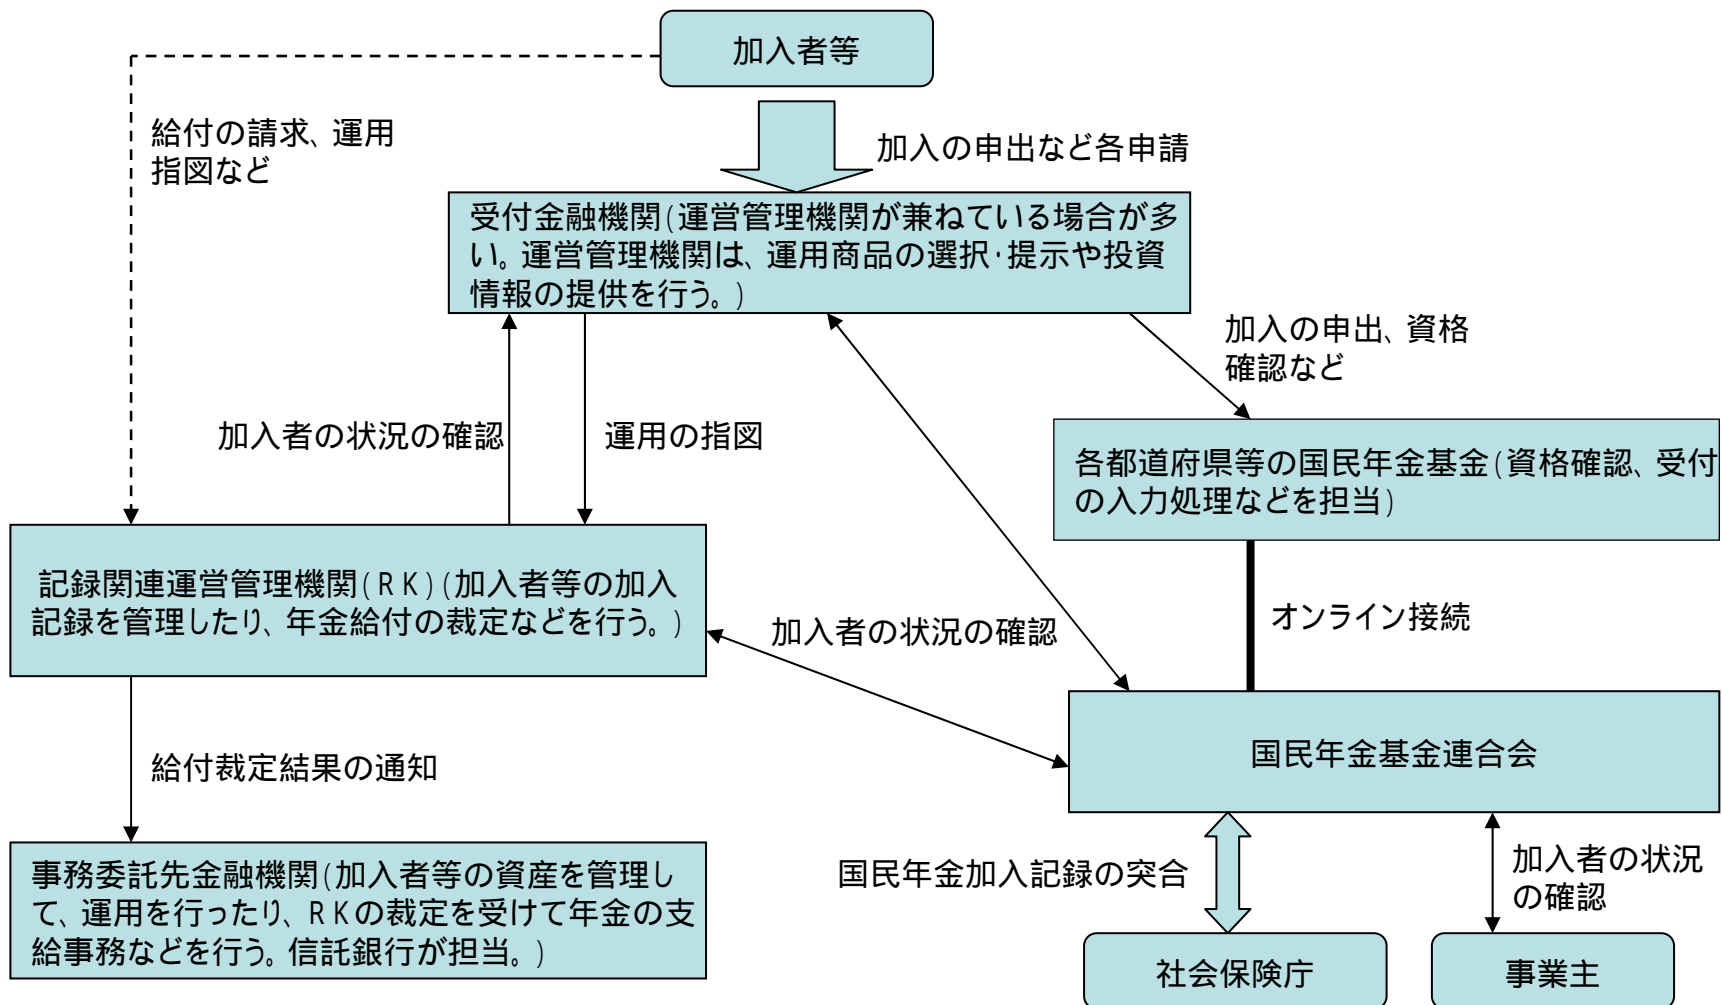 加入者等
給付の請求、運用
指図など
加入の申出など各申請
受付金融機関(運営管理機関が兼ねている場合が多
い。運営管理機関は、運用商品の選択・提示や投資
情報の提供を行う。)
加入の申出、資格
確認など
加入者の状況の確認
運用の指図
各都道府県等の国民年金基金(資格確認、受付
の入力処理などを担当)
記録関連運営管理機関(RK)(加入者等の加入
記録を管理したり、年金給付の裁定などを行う。)
加入者の状況の確認
オンライン接続
国民年金基金連合会
給付裁定結果の通知
事務委託先金融機関(加入者等の資産を管理し
て、運用を行ったり、RKの裁定を受けて年金の支
給事務などを行う。信託銀行が担当。)
国民年金加入記録の突合
加入者の状況
の確認
社会保険庁
事業主